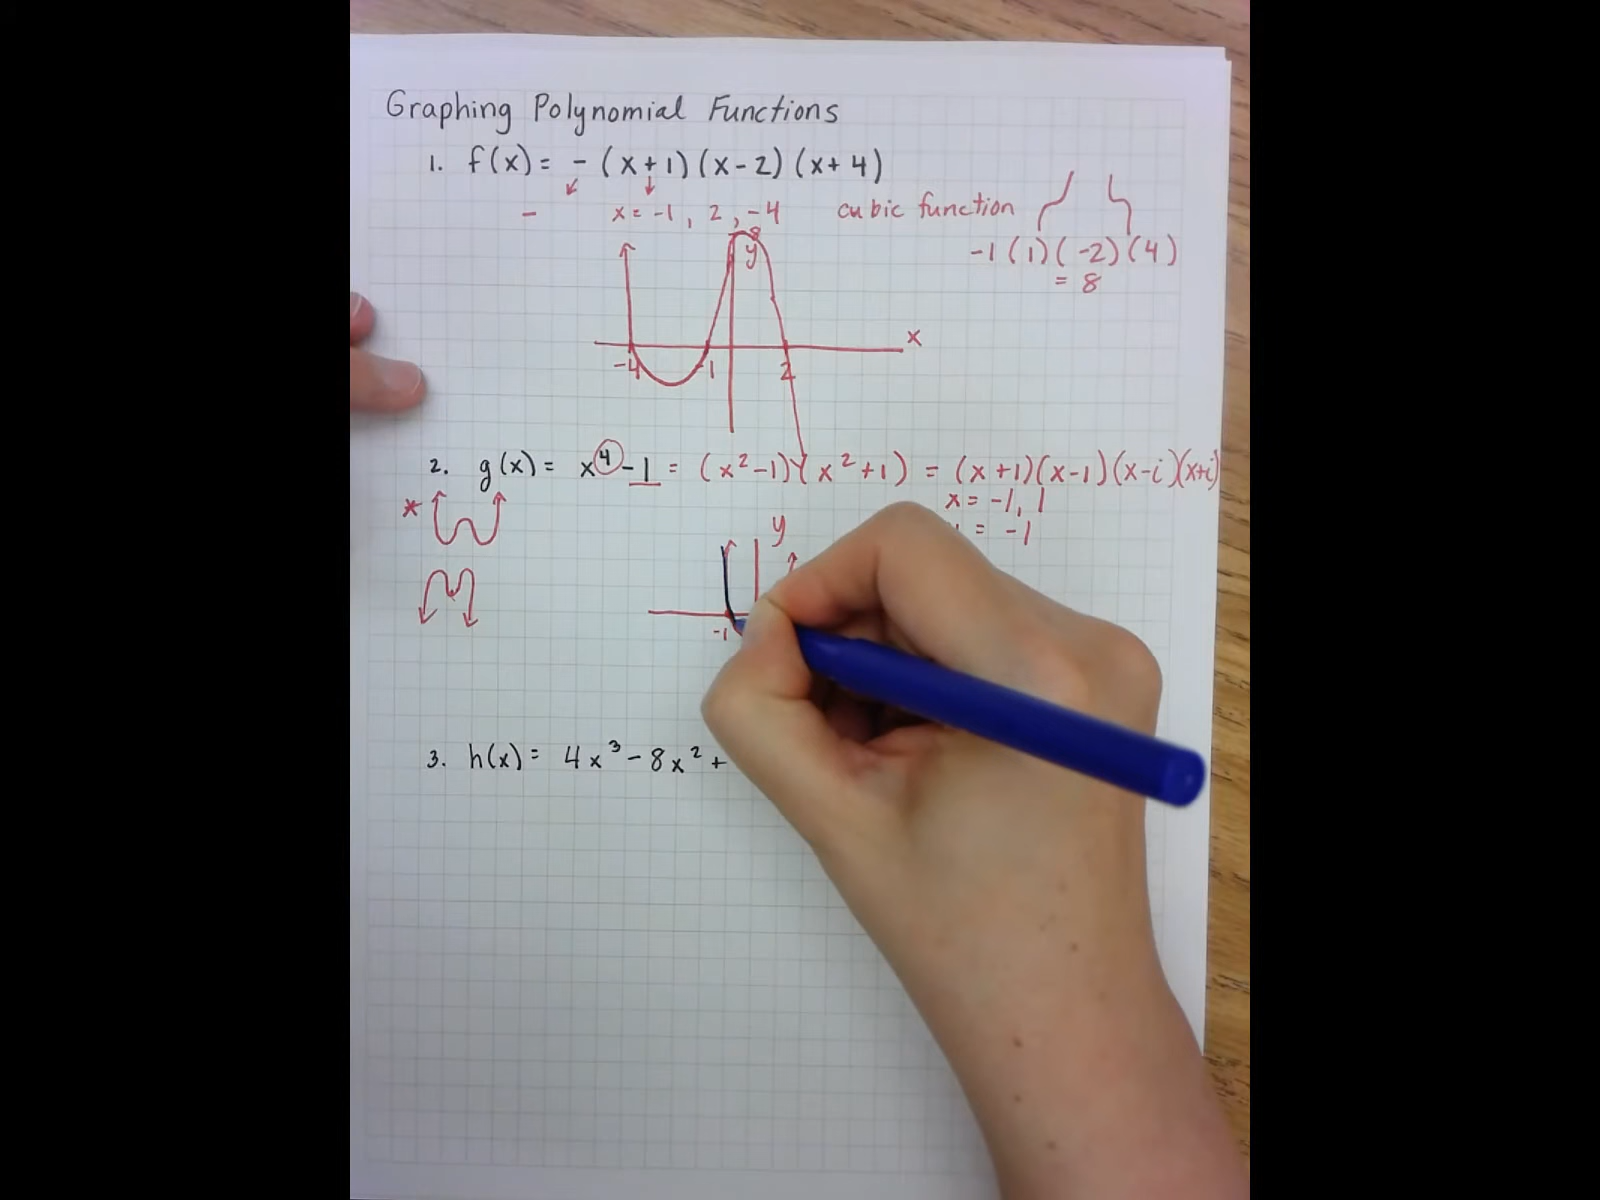 Graphing Polynomial Functions
1. f(x) = - (x+1)(x-2)(x+4)
- x = -1, 2, -4 cubic function
-1(1)(-2)(4)
= 8
8
y
x
-4 -1 2
2. g(x) = x⁴-1 = (x²-1)(x²+1) = (x+1)(x-1)(x-i)(x+i)
* x = -1, 1
= -1
y
-1
3. h(x) = 4x³ - 8x² +